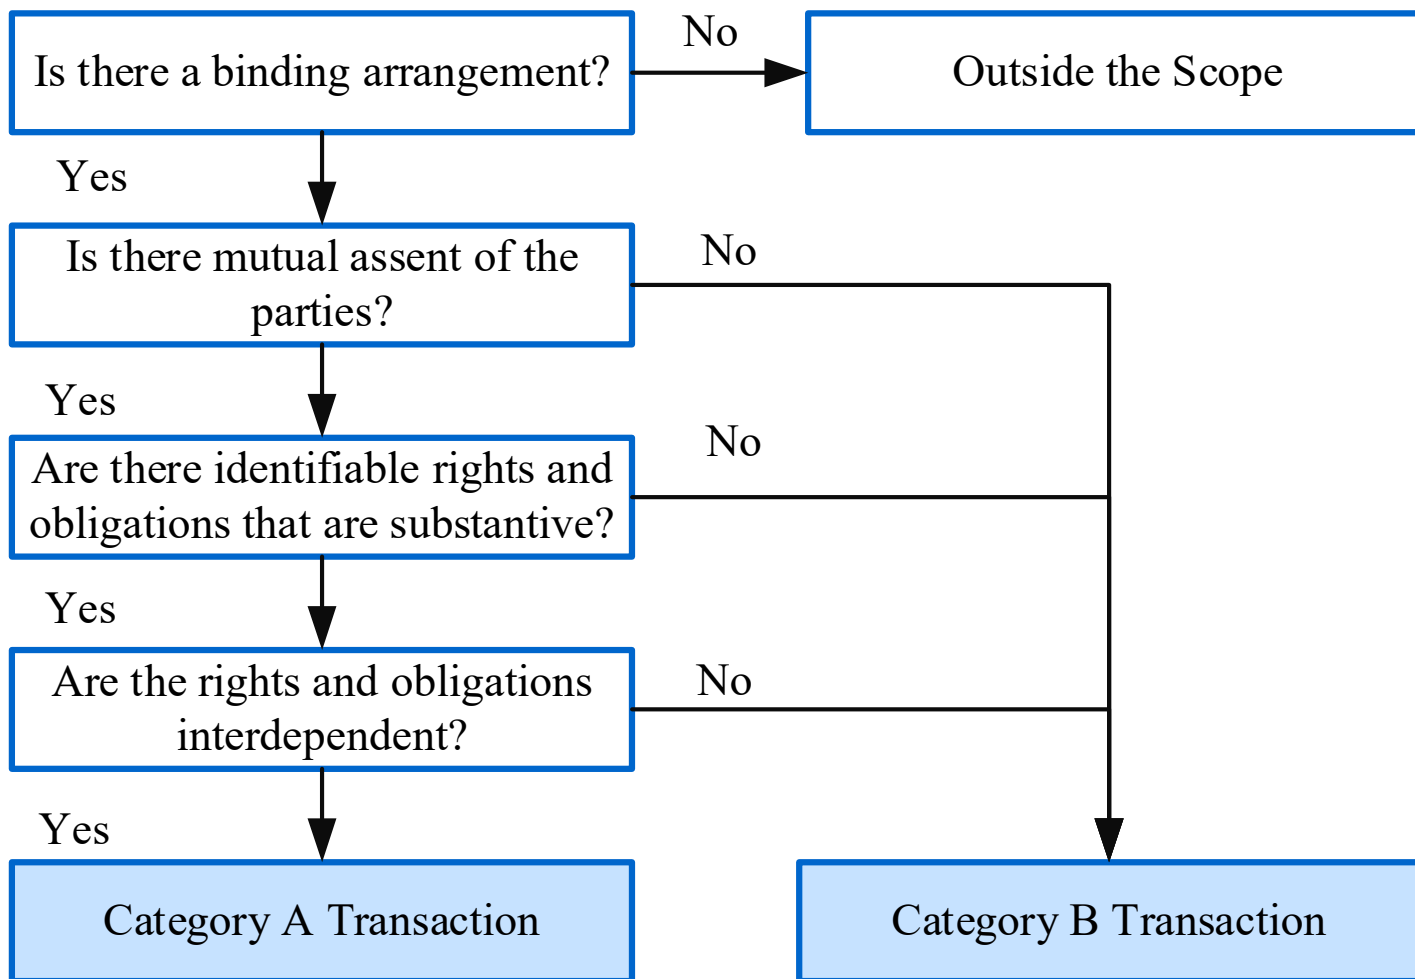 Is there a binding arrangement?
No
Outside the Scope
Yes
Is there mutual assent of the
parties?
No
Yes
Are there identifiable rights and
obligations that are substantive?
No
Yes
Are the rights and obligations
interdependent?
No
Yes
Category A Transaction
Category B Transaction